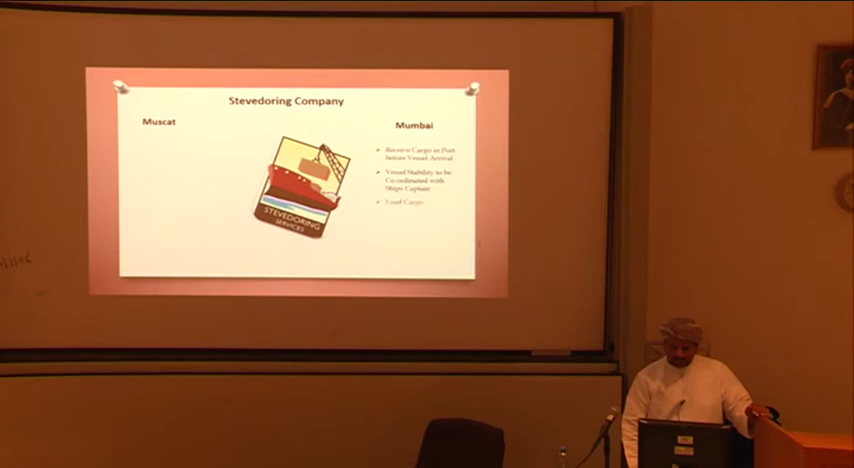 Stevedoring Company
Muscat
Mumbai
Receive Cargo in Port
before Vessel Arrival
Vessel Stability to be
Co-ordinated with
Ships Captain
Load Cargo
STEVEDORING
SERVICES